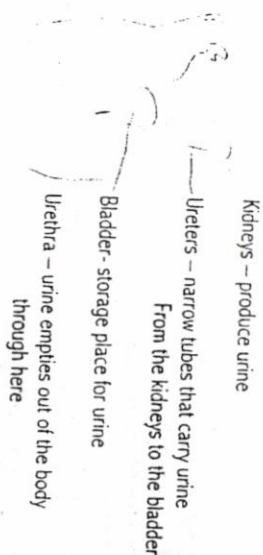 Kidneys – produce urine
Ureters – narrow tubes that carry urine
From the kidneys to the bladder
Bladder- storage place for urine
Urethra – urine empties out of the body
through here